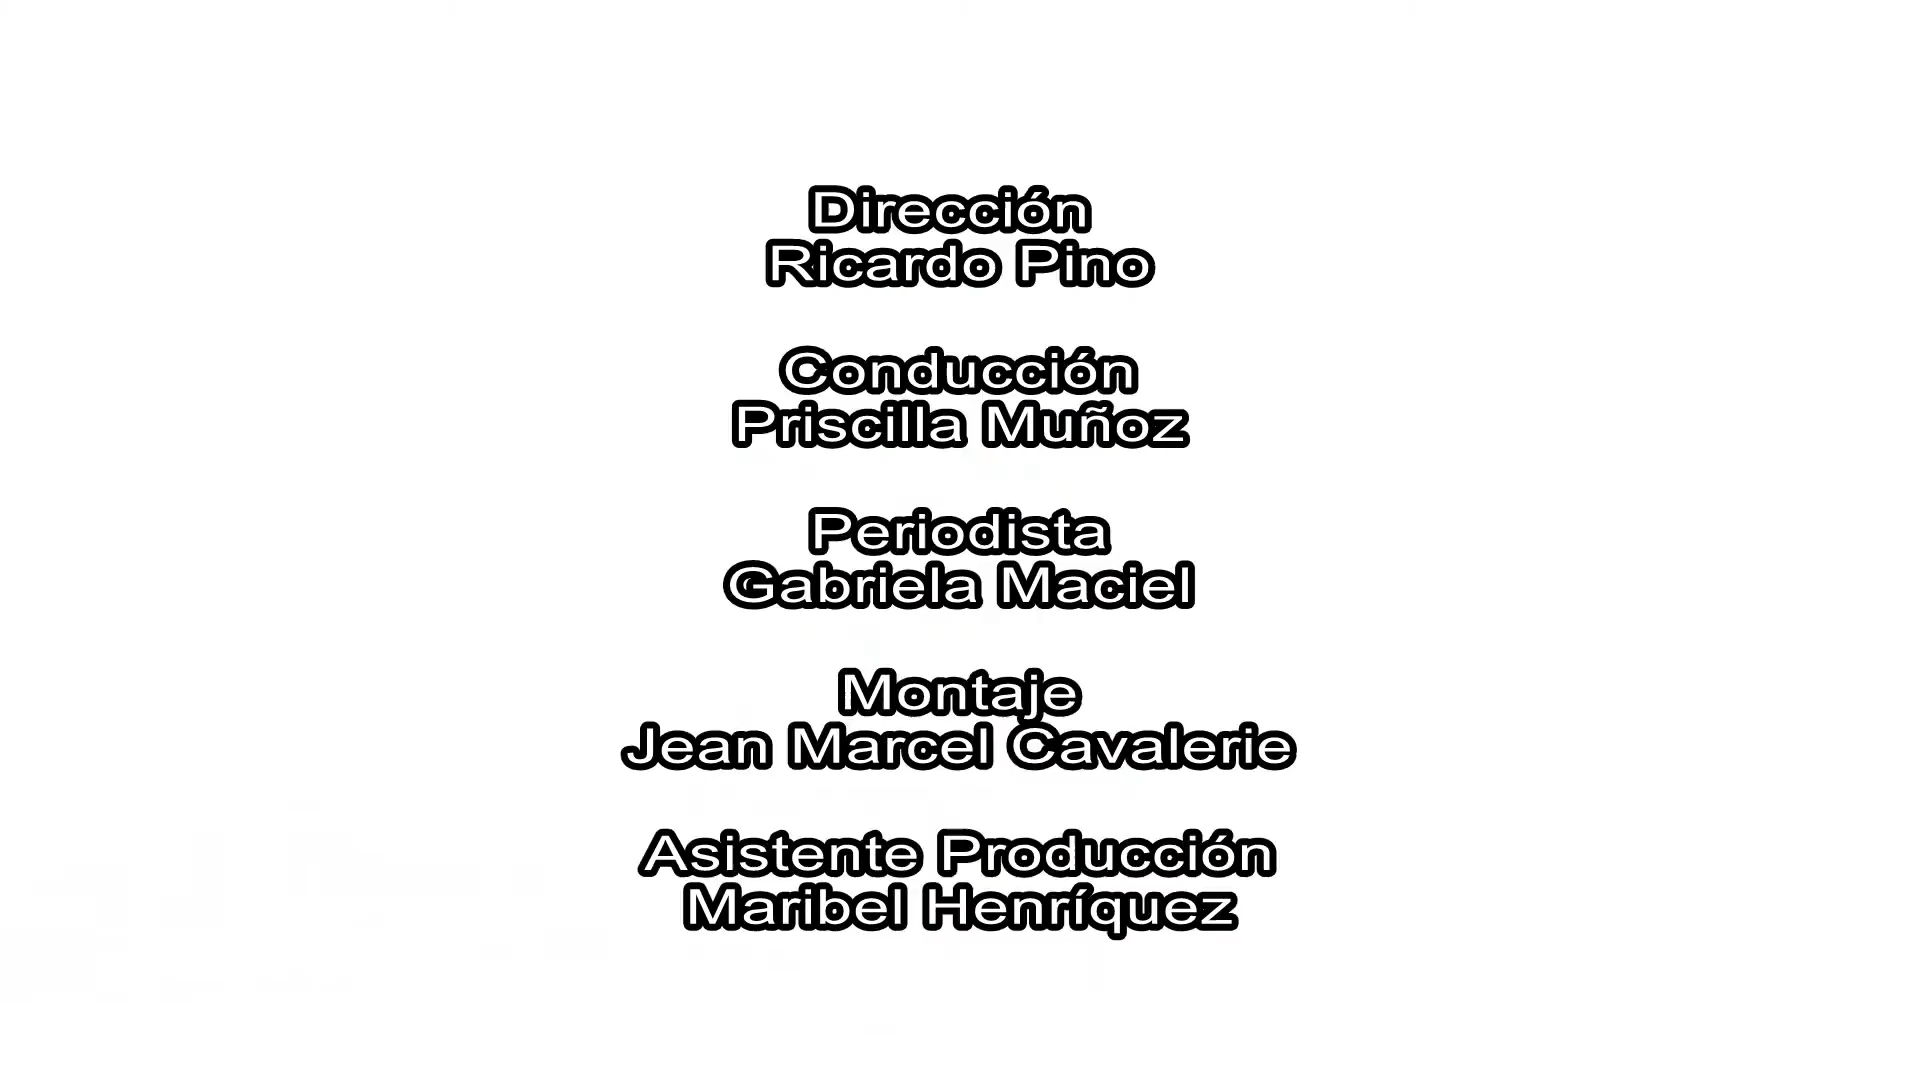 Dirección
Ricardo Pino
Conducción
Priscilla Muñoz
Periodista
Gabriela Maciel
Montaje
Jean Marcel Cavalerie
Asistente Producción
Maribel Henríquez